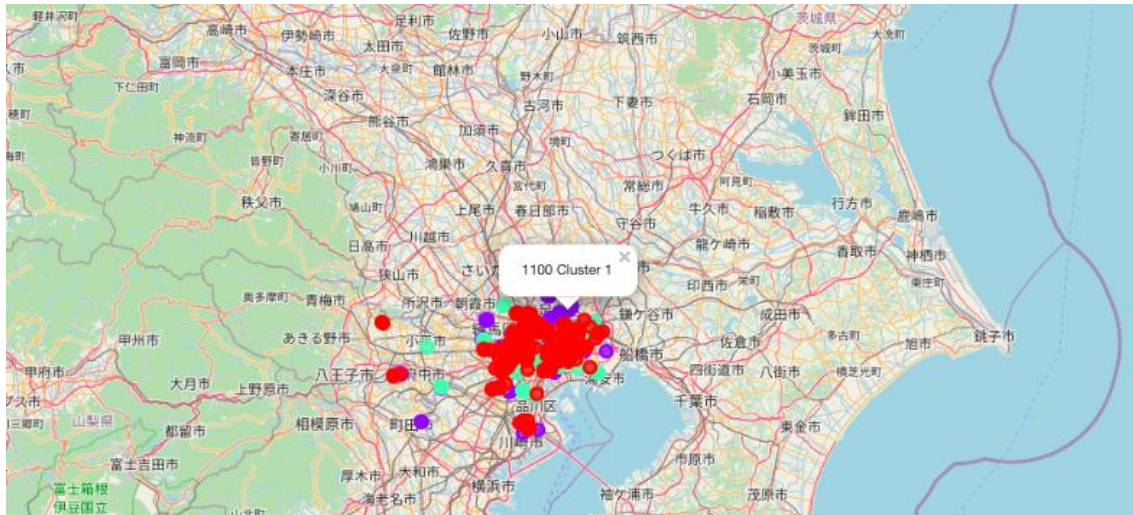 軽井沢町
高崎市
伊勢崎市
足利市
佐野市
小山市
筑西市
茨城県
大洗町
茨城町
富岡市
太田市
大泉町
館林市
野木町
小美玉市
下仁田町
本庄市
深谷市
古河市
下妻市
石岡市
鉾田市
熊谷市
加須市
境町
神流町
寄居町
皆野町
小川町
鴻巣市
久喜市
つくば市
宮代町
常総市
阿見町
秩父市
鳩山町
上尾市
春日部市
守谷市
牛久市
稲敷市
行方市
鹿嶋市
日高市
川越市
龍ケ崎市
香取市
神栖市
狭山市
さいた
1100 Cluster 1
×
市
印西市
栄町
東庄町
奥多摩町
青梅市
所沢市
朝霞市
鎌ケ谷市
成田市
甲州市
あきる野市
小平
練馬区
船橋市
佐倉市
多古町
旭市
銚子市
甲府市
大月市
上野原市
八王子市
府中市
浦安市
四街道市
八街市
横芝光町
品川区
千葉市
山梨県
都留市
相模原市
町田
川崎市
東金市
富士吉田市
厚木市
大和市
横浜市
市原市
富士箱根
伊豆国立
海老名市
袖ケ浦市
茂原市